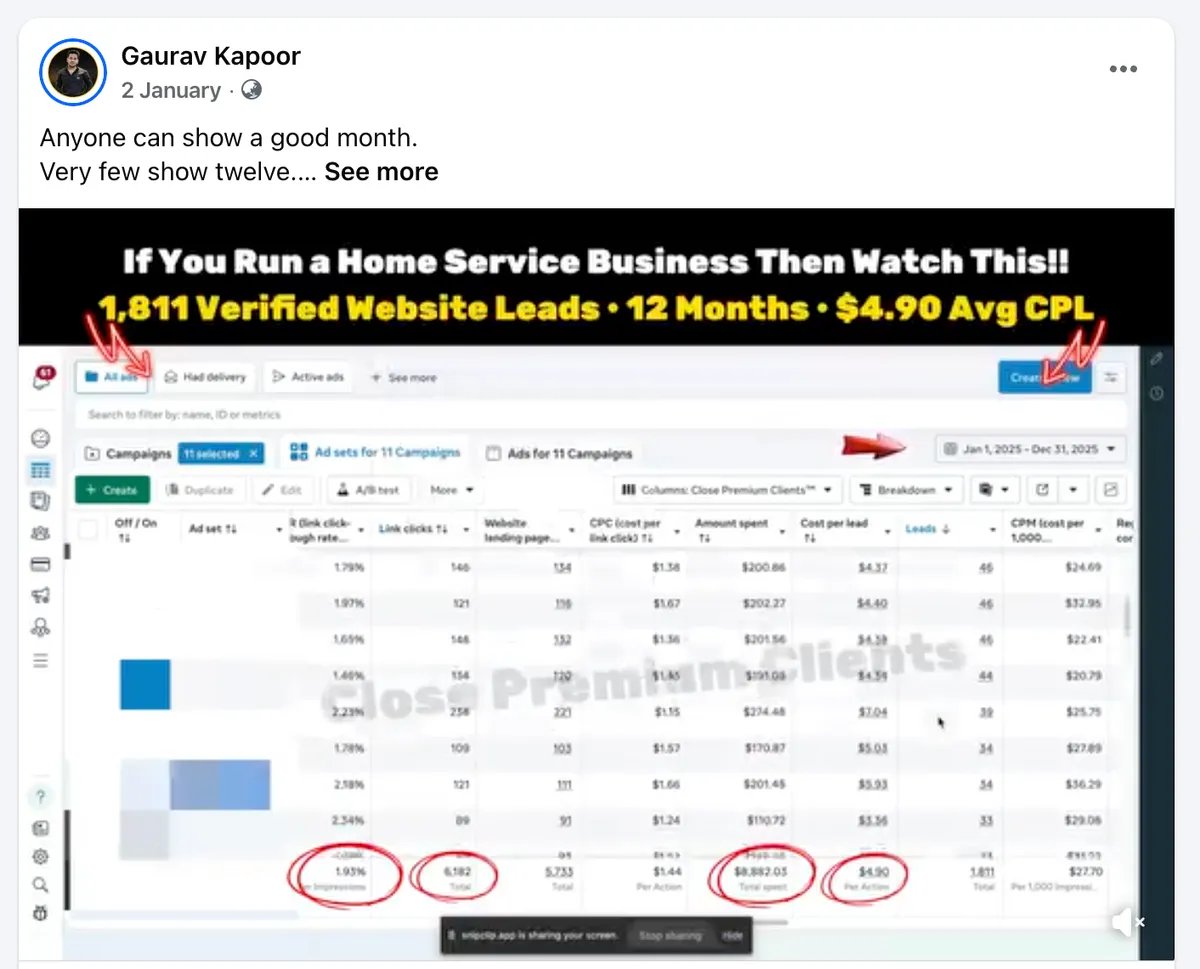 Gaurav Kapoor
2 January ·
Anyone can show a good month.
Very few show twelve.... See more
If You Run a Home Service Business Then Watch This!!
1,811 Verified Website Leads • 12 Months • $4.90 Avg CPL
61
All ads Had delivery Active ads + See more
Search to filter by: name, ID or metrics
Campaigns 11 selected × Ad sets for 11 Campaigns Ads for 11 Campaigns Jan 1, 2025 - Dec 31, 2025
+ Create Duplicate Edit A/B test More Columns: Close Premium Clients™ Breakdown
Off / On Ad set Link clicks Website landing page... CPC (cost per link click) Amount spent Cost per lead Leads CPM (cost per 1,000...
1.79% 146 134 $1.38 $200.86 $4.37 46 $24.69
1.97% 121 116 $1.67 $202.27 $4.40 46 $32.95
1.69% 148 132 $1.36 $201.56 46 $22.41
1.46% 134 120 44 $20.79
2.23% 238 221 $1.15 $274.48 $7.04 39 $25.75
1.78% 109 103 $1.57 $170.87 $5.03 34 $27.89
2.18% 121 111 $1.66 $201.45 $5.93 34 $36.29
2.34% 89 91 $1.24 $110.72 $3.36 33 $29.08
1.93% 6,182 5,733 $1.44 $8,882.03 $4.90 1,811 $27.70
Per Impressions Total Total Per Action Total spent Per Action Total Per 1,000 Impressi...
Close Premium Clients
snipclip.app is sharing your screen. Stop sharing Hide